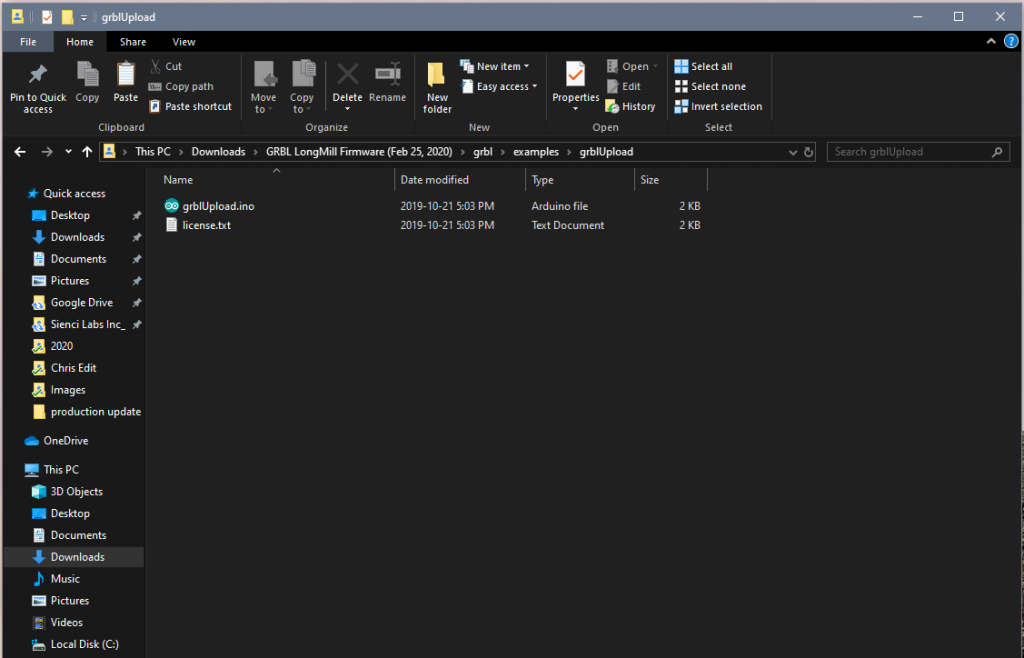 grblUpload
File Home Share View
Pin to Quick access
Copy
Paste
Cut
Copy path
Paste shortcut
Clipboard
Move to
Copy to
Delete
Rename
Organize
New folder
New item
Easy access
New
Properties
Open
Edit
History
Open
Select all
Select none
Invert selection
Select
This PC > Downloads > GRBL LongMill Firmware (Feb 25, 2020) > grbl > examples > grblUpload
Search grblUpload
Name Date modified Type Size
grblUpload.ino 2019-10-21 5:03 PM Arduino file 2 KB
license.txt 2019-10-21 5:03 PM Text Document 2 KB
Quick access
Desktop
Downloads
Documents
Pictures
Google Drive
Sienci Labs Inc_
2020
Chris Edit
Images
production update
OneDrive
This PC
3D Objects
Desktop
Documents
Downloads
Music
Pictures
Videos
Local Disk (C:)